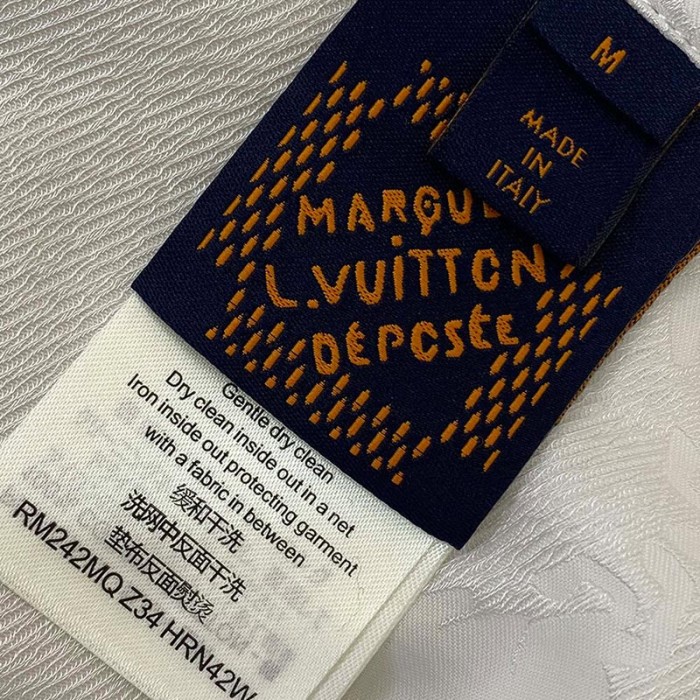 M
MADE
IN
ITALY
MARQU
L.VUITTON
DÉPOSÉE
Gentle dry clean
Dry clean inside out in a net
Iron inside out protecting garment
with a fabric in between
缓和干洗
洗网中反面干洗
垫布反面熨烫
RM242MQ Z34 HRN42W